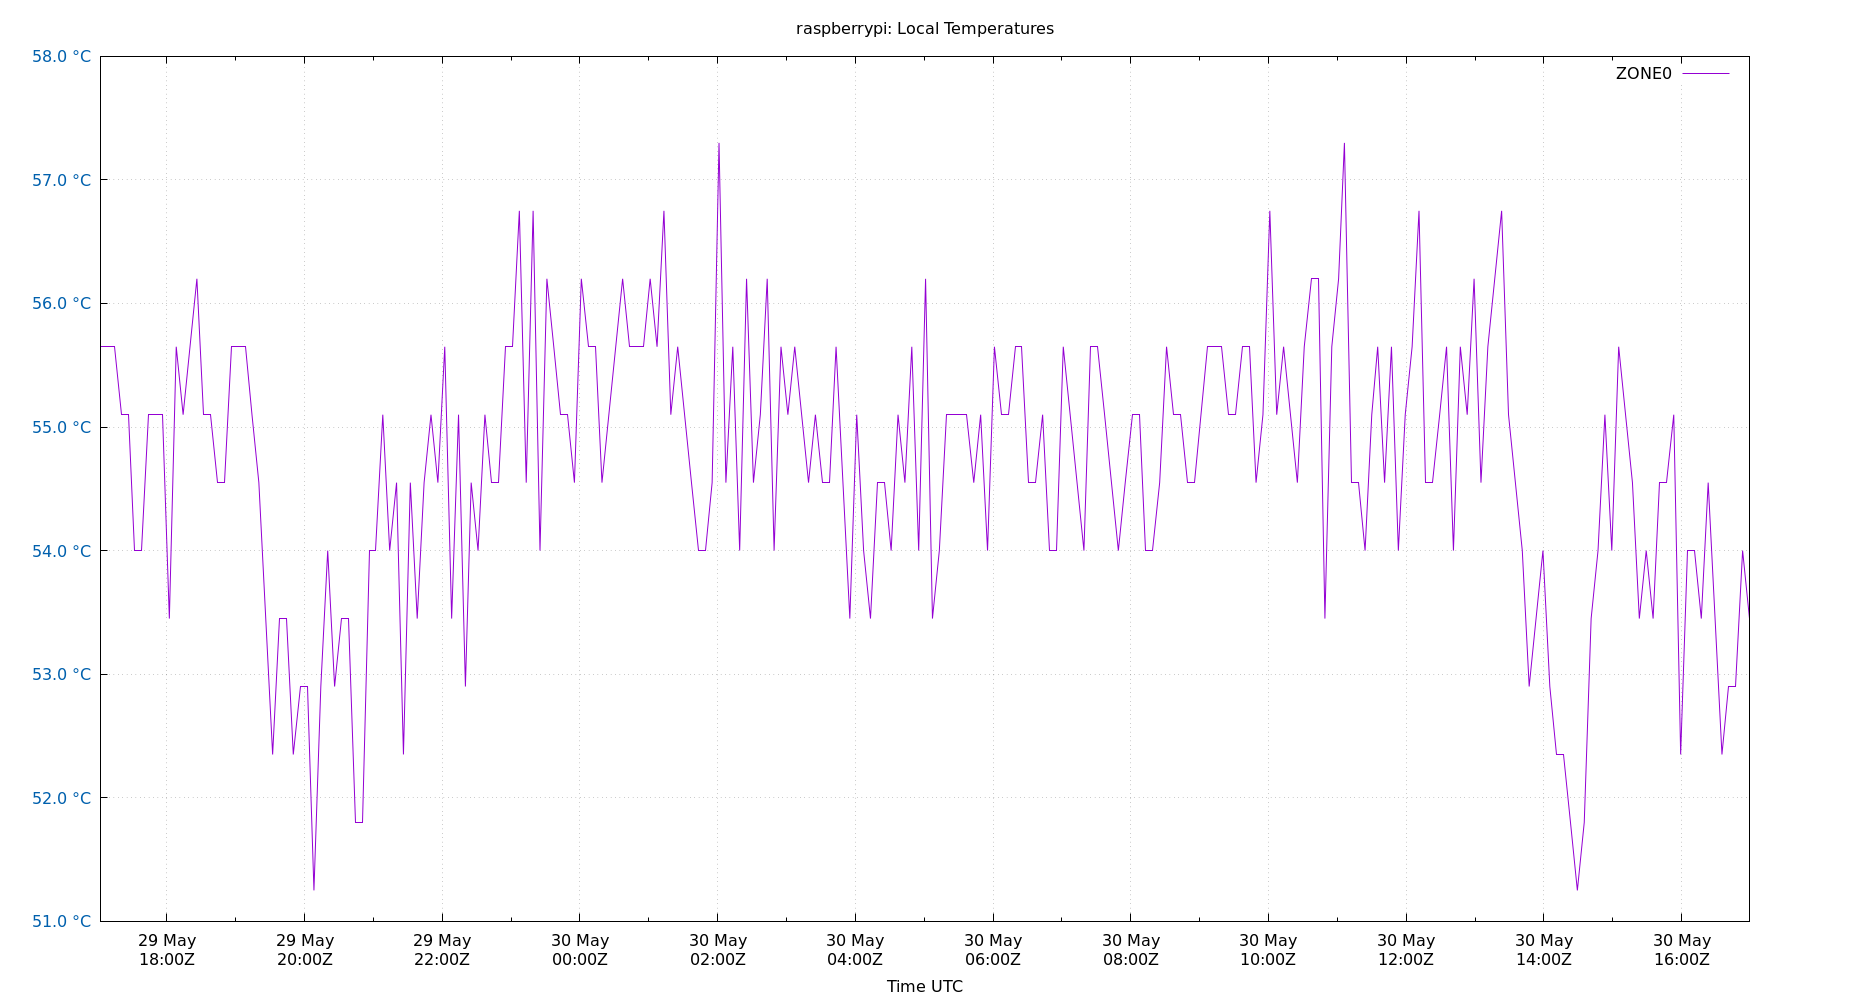 raspberrypi: Local Temperatures
58.0 °C
ZONE0
57.0 °C
56.0 °C
55.0 °C
54.0 °C
53.0 °C
52.0 °C
51.0 °C
29 May 29 May 29 May 30 May 30 May 30 May 30 May 30 May 30 May 30 May 30 May 30 May
18:00Z 20:00Z 22:00Z 00:00Z 02:00Z 04:00Z 06:00Z 08:00Z 10:00Z 12:00Z 14:00Z 16:00Z
Time UTC